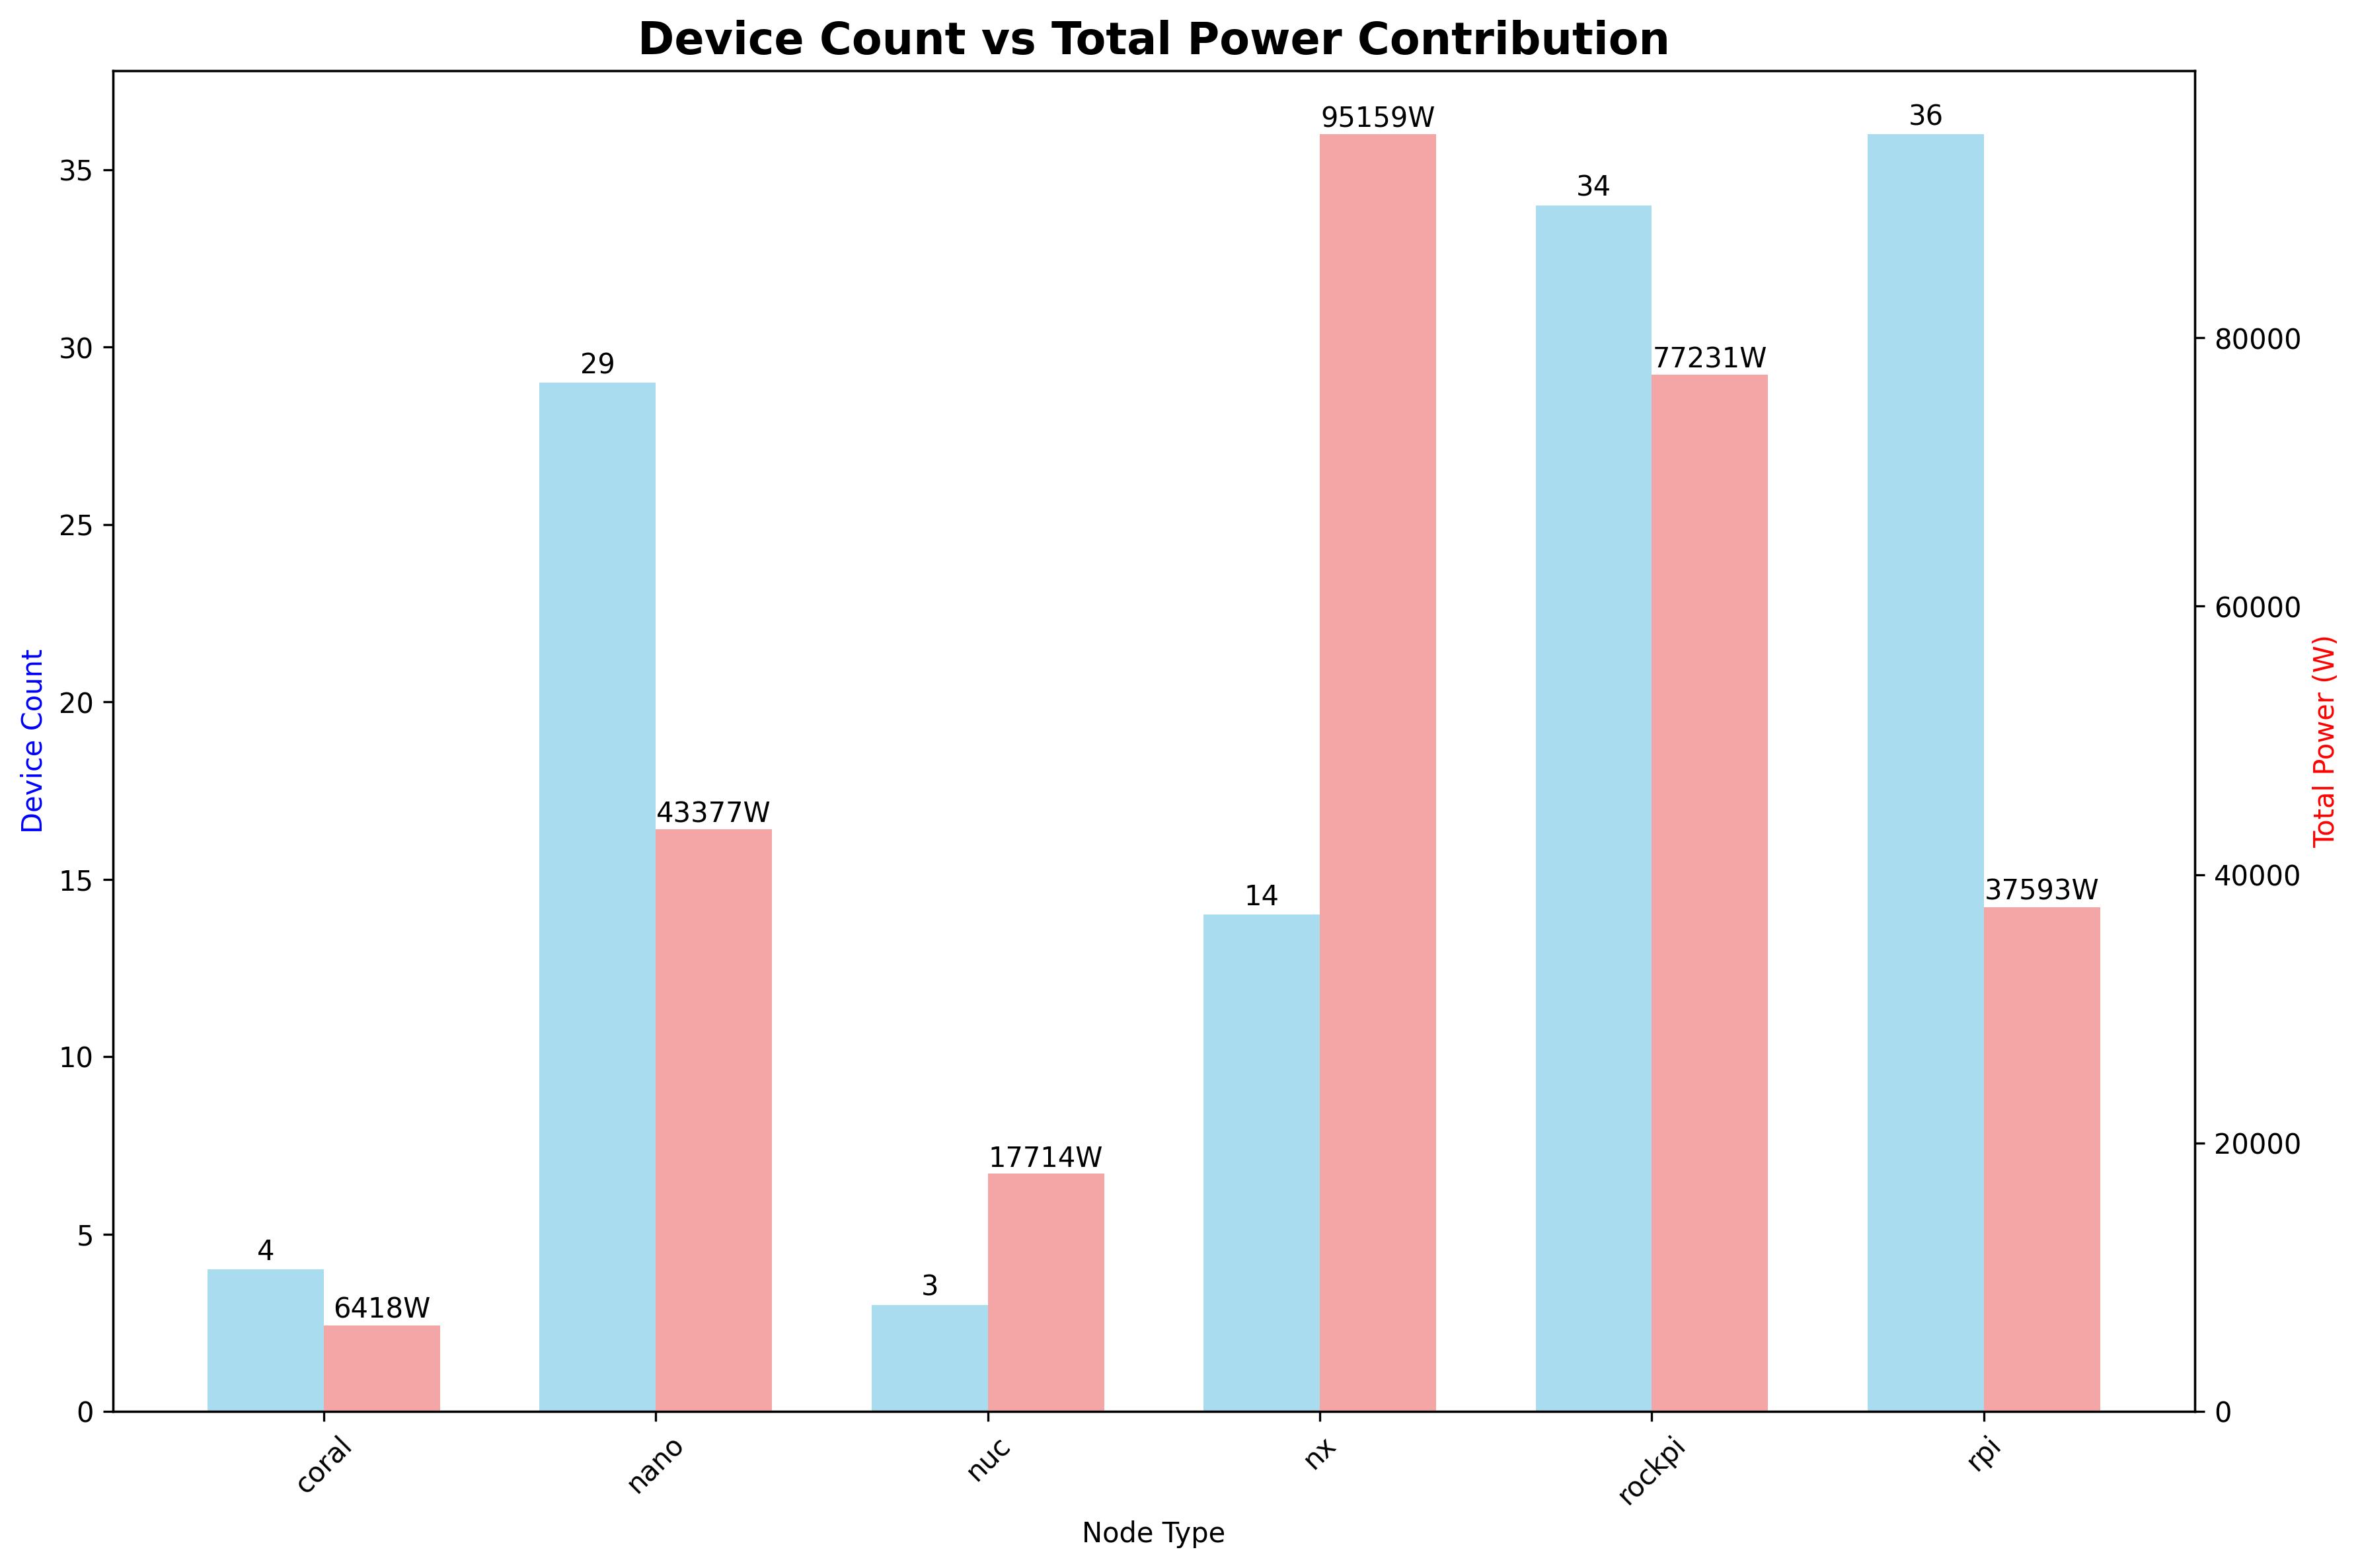 Device Count vs Total Power Contribution
Device Count
35
30
25
20
15
10
5
0
80000
60000
40000
20000
0
Total Power (W)
4
6418W
29
43377W
3
17714W
14
95159W
34
77231W
36
37593W
coral
nano
nuc
nx
rockpi
rpi
Node Type